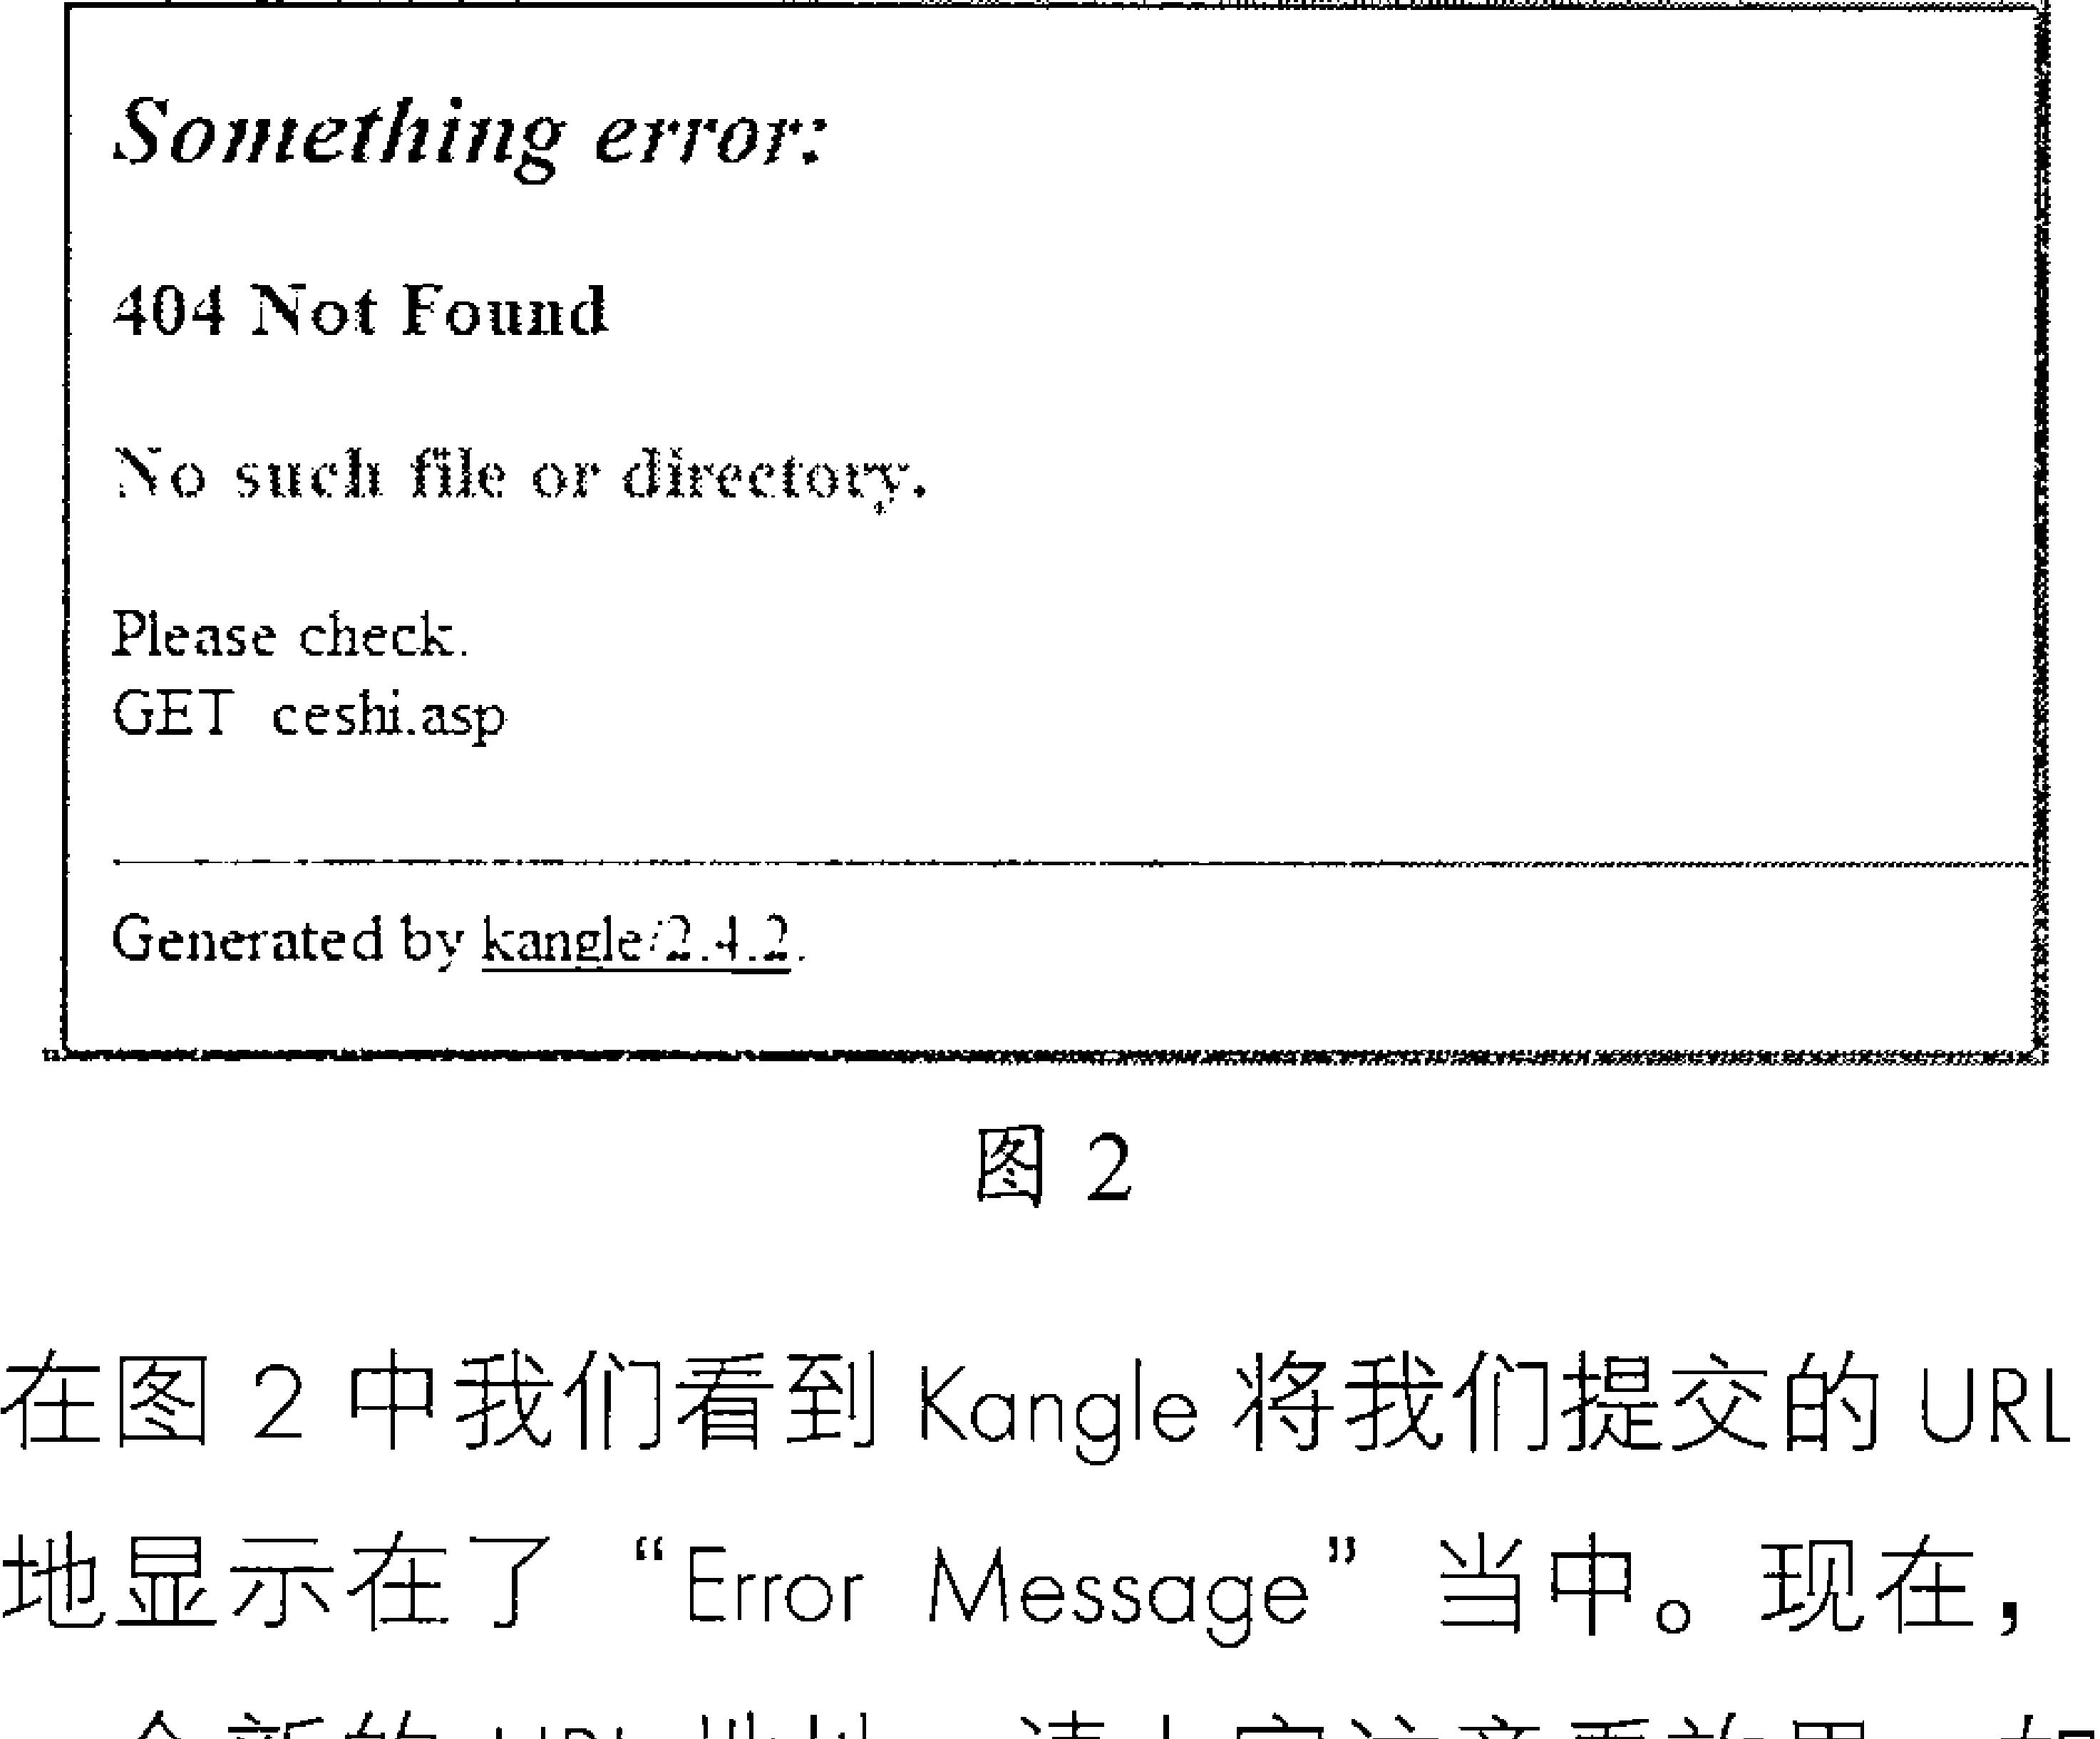 Something error:
404 Not Found
No such file or directory.
Please check.
GET ceshi.asp
Generated by kangle/2.4.2.
图 2
在图 2 中我们看到 Kangle 将我们提交的 URL
地显示在了 “Error Message” 当中。现在，